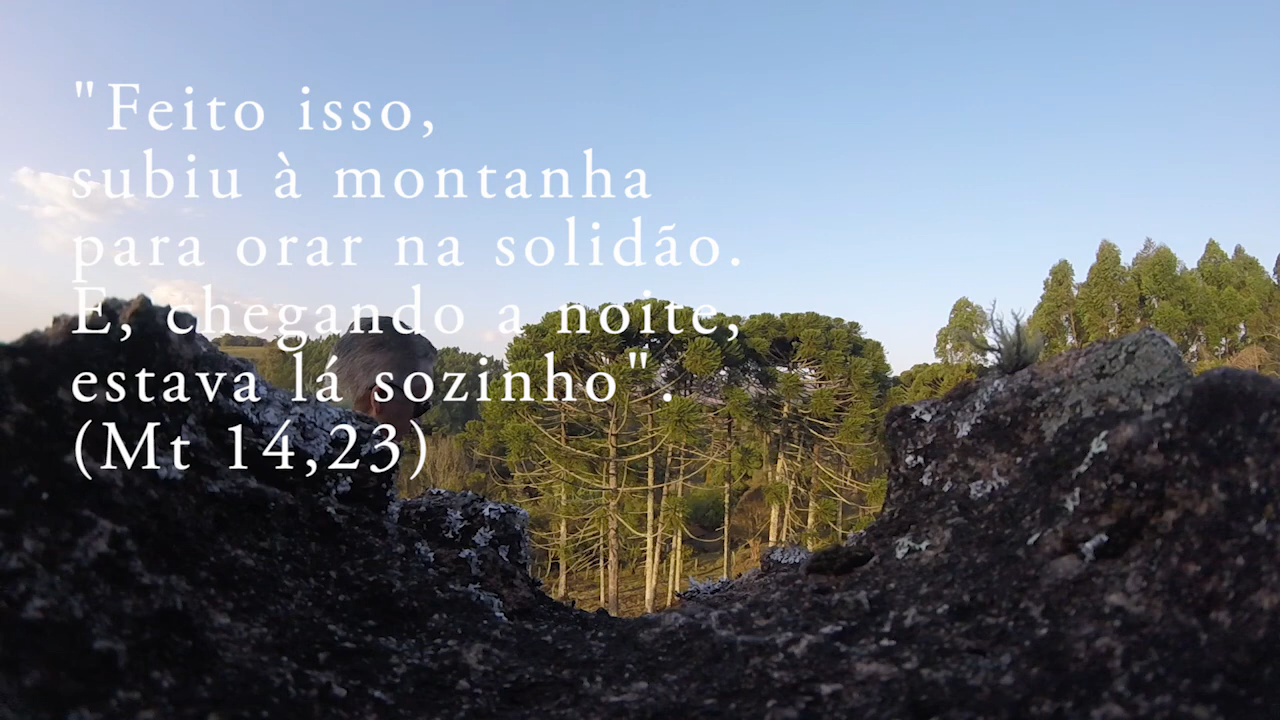 "Feito isso,
subiu à montanha
para orar na solidão.
E, chegando a noite,
estava lá sozinho".
(Mt 14,23)